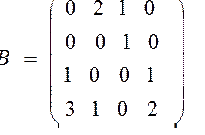 0 2 1 0
0 0 1 0
B = 1 0 0 1
3 1 0 2